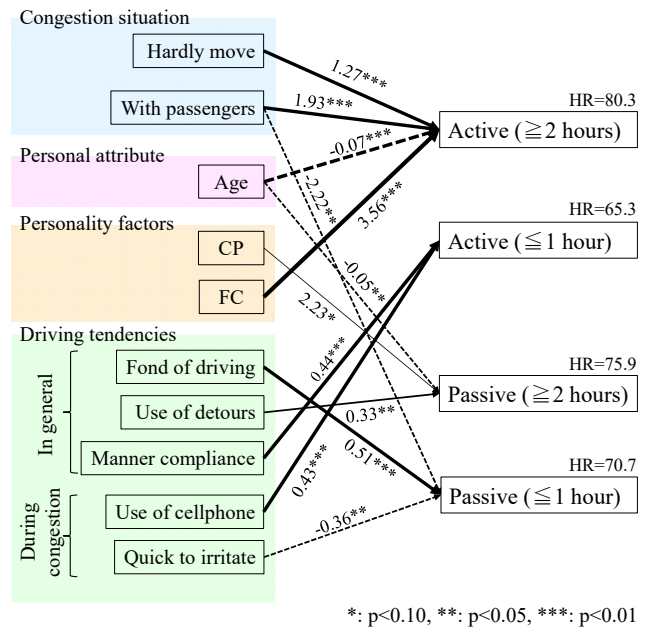 Congestion situation
Hardly move
With passengers
Personal attribute
Age
Personality factors
CP
FC
Driving tendencies
In general
Fond of driving
Use of detours
Manner compliance
During
congestion
Use of cellphone
Quick to irritate
1.27***
1.93***
-0.07***
-2.22**
3.56***
-0.05**
2.23*
0.44***
0.33**
0.51***
0.43***
-0.36**
HR=80.3
Active (≧2 hours)
HR=65.3
Active (≦1 hour)
HR=75.9
Passive (≧2 hours)
HR=70.7
Passive (≦1 hour)
*: p<0.10, **: p<0.05, ***: p<0.01